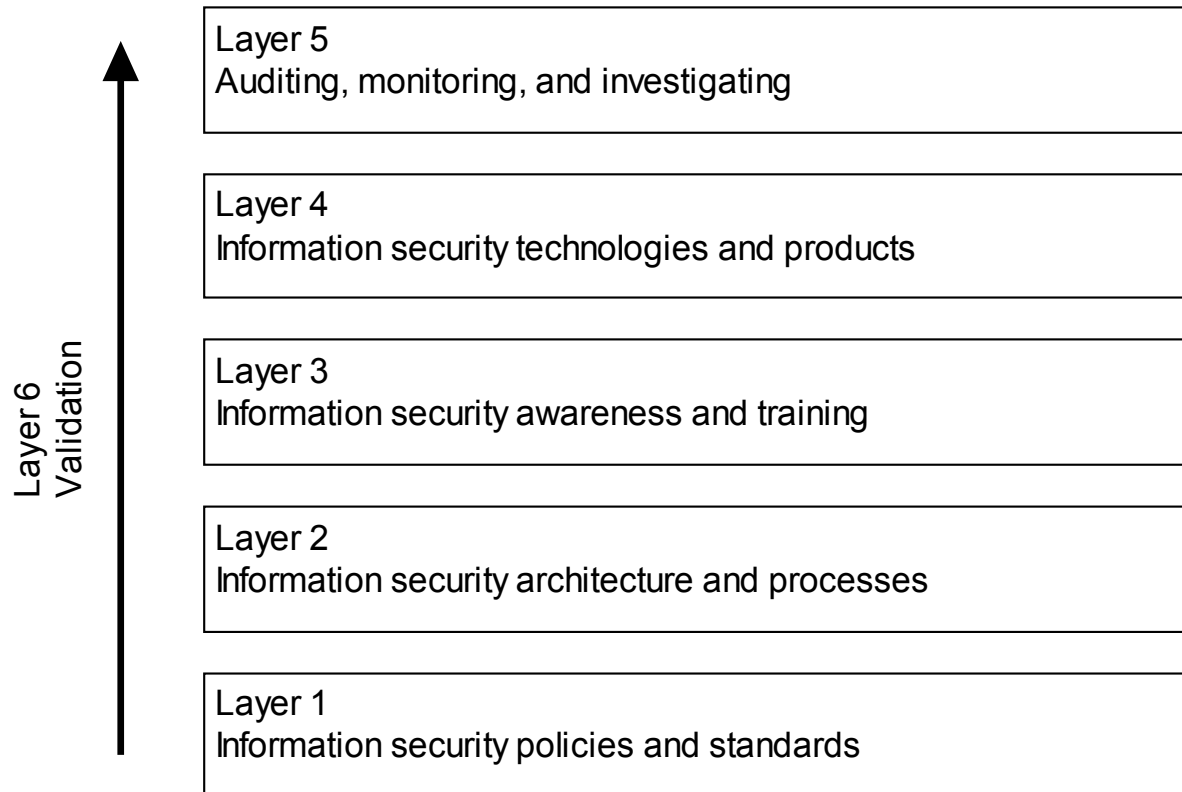 Layer 5
Auditing, monitoring, and investigating
Layer 4
Information security technologies and products
Layer 6
Validation
Layer 3
Information security awareness and training
Layer 2
Information security architecture and processes
Layer 1
Information security policies and standards